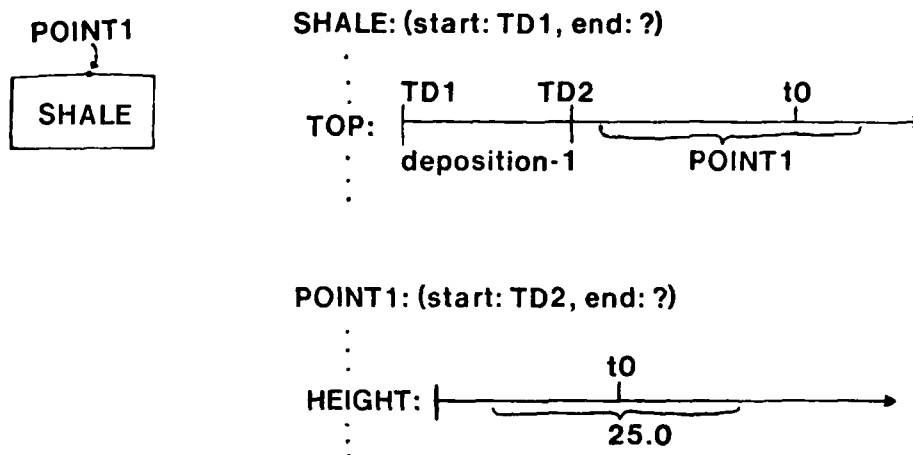 POINT1
SHALE
SHALE: (start: TD1, end: ?)
TD1 TD2 t0
TOP:
deposition-1 POINT1
POINT1: (start: TD2, end: ?)
t0
HEIGHT:
25.0